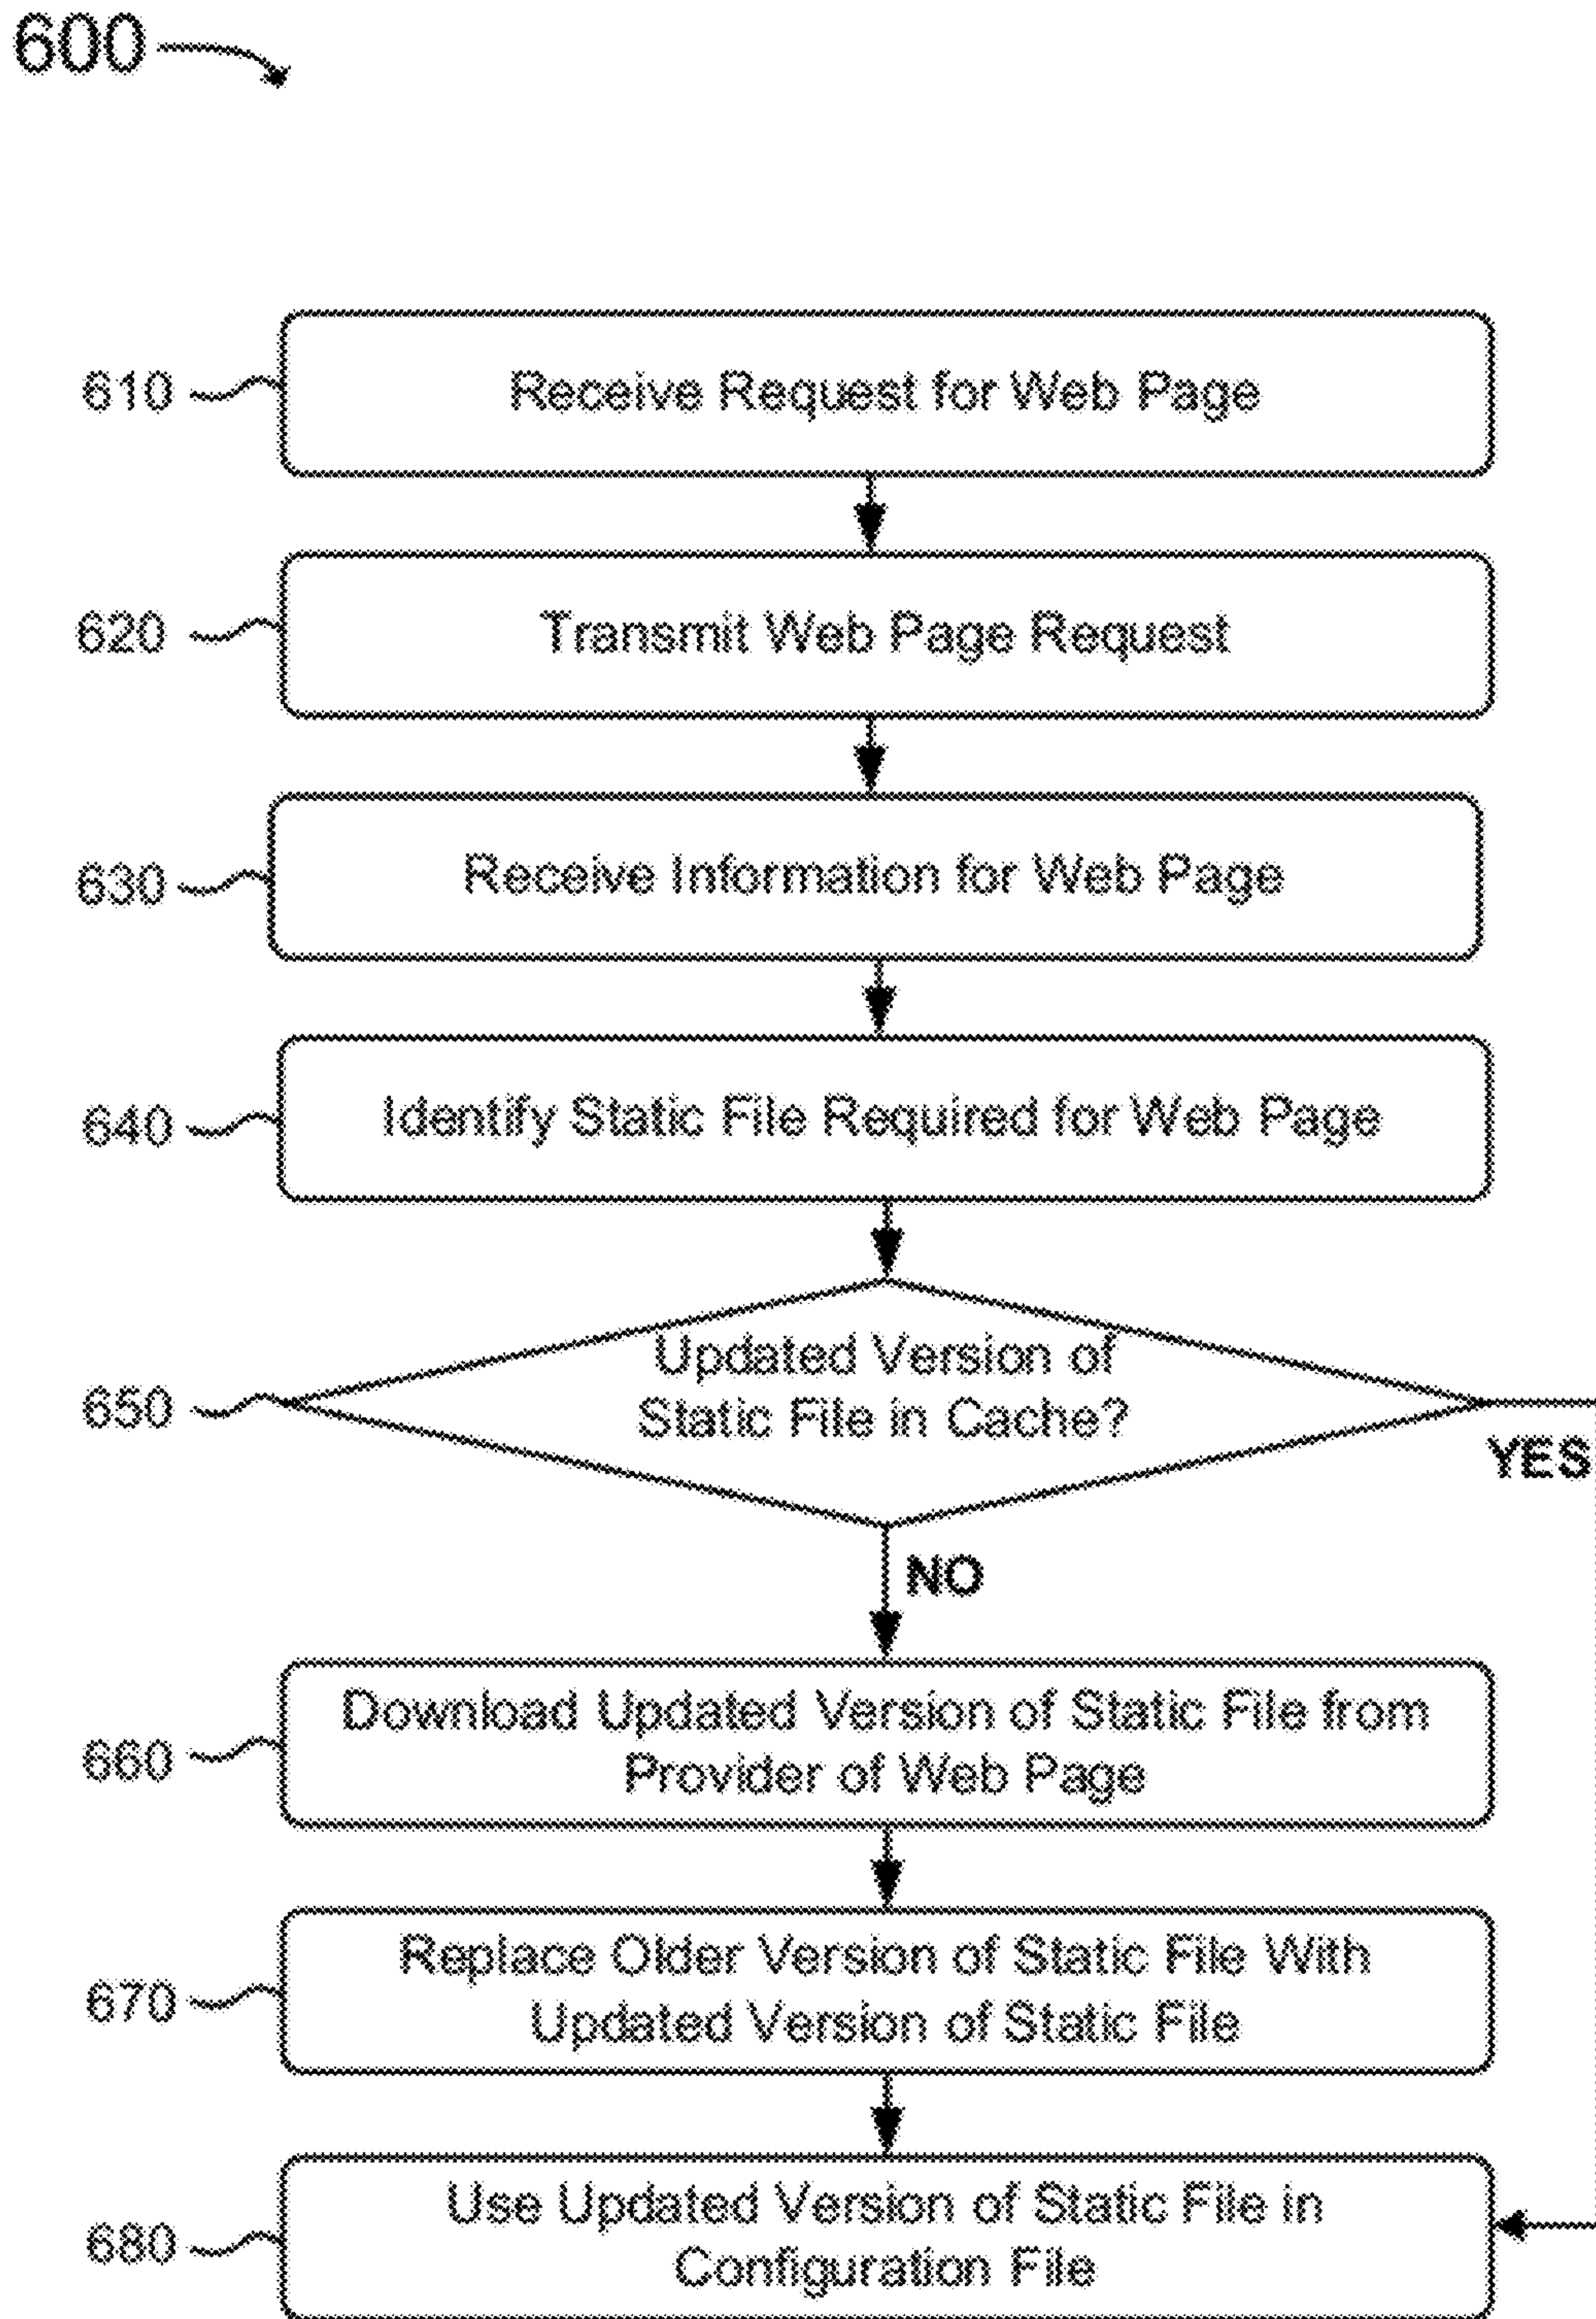 600
610
Receive Request for Web Page
620
Transmit Web Page Request
630
Receive Information for Web Page
640
Identify Static File Required for Web Page
650
Updated Version of
Static File in Cache?
YES
NO
660
Download Updated Version of Static File from
Provider of Web Page
670
Replace Older Version of Static File With
Updated Version of Static File
680
Use Updated Version of Static File in
Configuration File